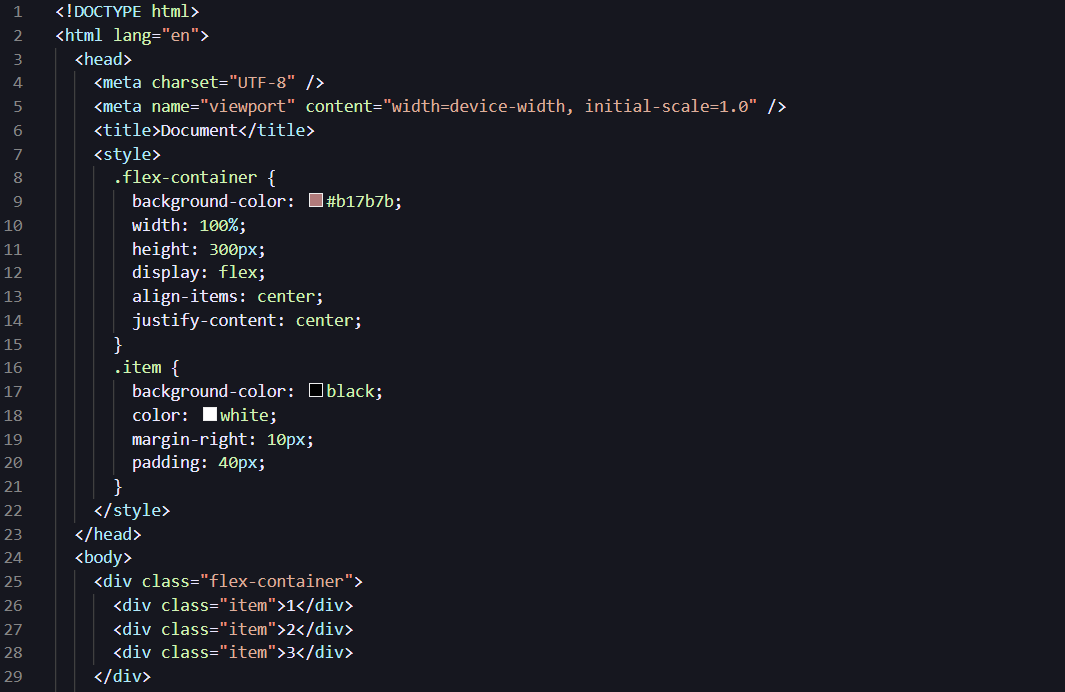 1 <!DOCTYPE html>
2 <html lang="en">
3 <head>
4 <meta charset="UTF-8" />
5 <meta name="viewport" content="width=device-width, initial-scale=1.0" />
6 <title>Document</title>
7 <style>
8 .flex-container {
9 background-color: #b17b7b;
10 width: 100%;
11 height: 300px;
12 display: flex;
13 align-items: center;
14 justify-content: center;
15 }
16 .item {
17 background-color: black;
18 color: white;
19 margin-right: 10px;
20 padding: 40px;
21 }
22 </style>
23 </head>
24 <body>
25 <div class="flex-container">
26 <div class="item">1</div>
27 <div class="item">2</div>
28 <div class="item">3</div>
29 </div>